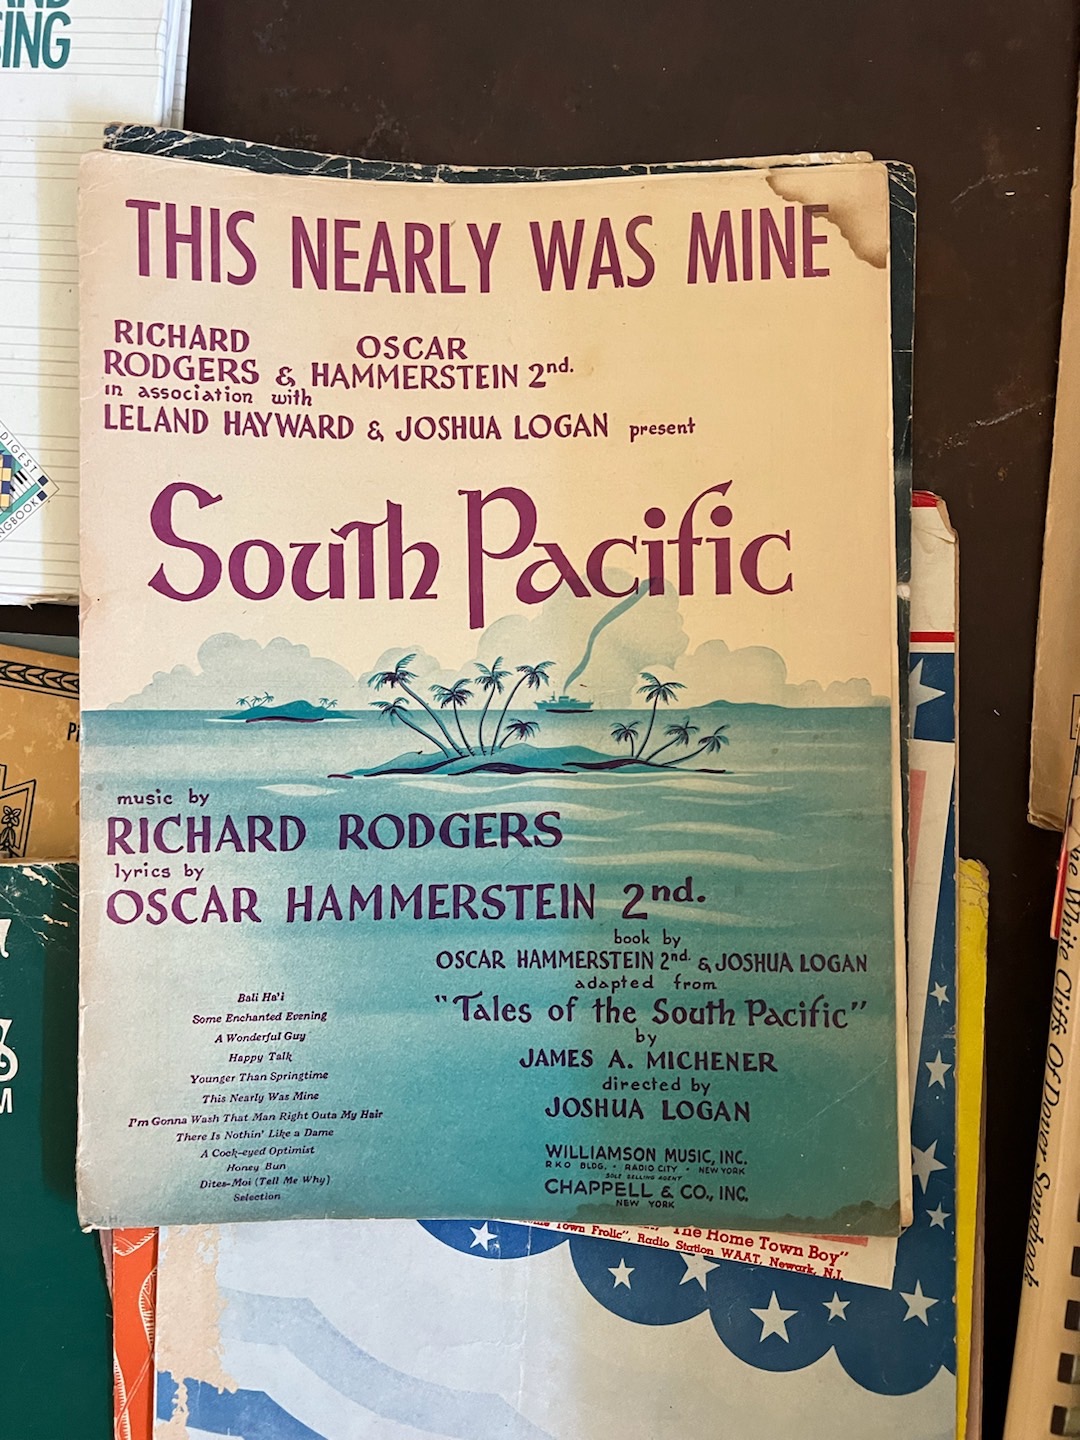 THIS NEARLY WAS MINE
RICHARD RODGERS & OSCAR HAMMERSTEIN 2nd.
in association with
LELAND HAYWARD & JOSHUA LOGAN present
South Pacific
music by
RICHARD RODGERS
lyrics by
OSCAR HAMMERSTEIN 2nd.
book by
OSCAR HAMMERSTEIN 2nd. & JOSHUA LOGAN
adapted from
"Tales of the South Pacific"
by
JAMES A. MICHENER
directed by
JOSHUA LOGAN
WILLIAMSON MUSIC, INC.
RKO BLDG. • RADIO CITY • NEW YORK
SOLE SELLING AGENT
CHAPPELL & CO., INC.
NEW YORK
Bali Ha'i
Some Enchanted Evening
A Wonderful Guy
Happy Talk
Younger Than Springtime
This Nearly Was Mine
I'm Gonna Wash That Man Right Outa My Hair
There Is Nothin' Like a Dame
A Cock-eyed Optimist
Honey Bun
Dites-Moi (Tell Me Why)
Selection
"The Home Town Boy"
Town Frolic", Radio Station WAAT, Newark, N.J.
White Cliffs Of Dover Songbook
DIGEST